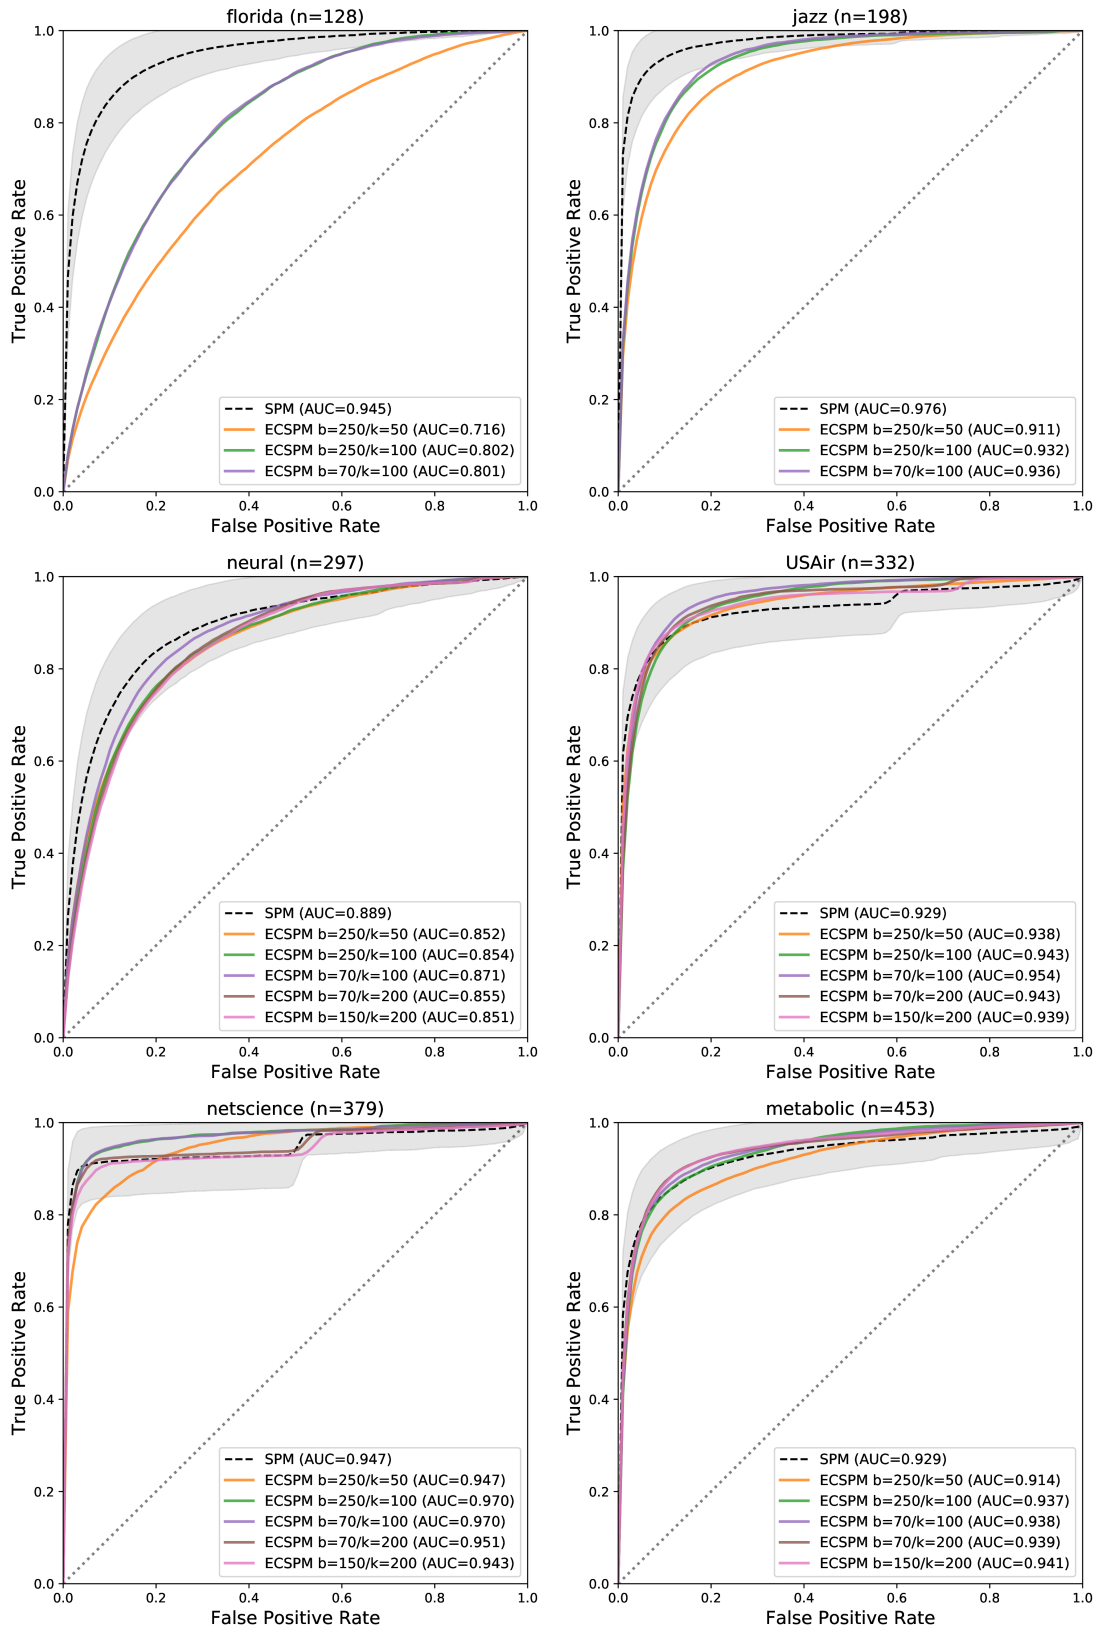 florida (n=128)
True Positive Rate
1.0
0.8
0.6
0.4
0.2
0.0
SPM (AUC=0.945)
ECSPM b=250/k=50 (AUC=0.716)
ECSPM b=250/k=100 (AUC=0.802)
ECSPM b=70/k=100 (AUC=0.801)
0.0 0.2 0.4 0.6 0.8 1.0
False Positive Rate
jazz (n=198)
True Positive Rate
1.0
0.8
0.6
0.4
0.2
0.0
SPM (AUC=0.976)
ECSPM b=250/k=50 (AUC=0.911)
ECSPM b=250/k=100 (AUC=0.932)
ECSPM b=70/k=100 (AUC=0.936)
0.0 0.2 0.4 0.6 0.8 1.0
False Positive Rate
neural (n=297)
True Positive Rate
1.0
0.8
0.6
0.4
0.2
0.0
SPM (AUC=0.889)
ECSPM b=250/k=50 (AUC=0.852)
ECSPM b=250/k=100 (AUC=0.854)
ECSPM b=70/k=100 (AUC=0.871)
ECSPM b=70/k=200 (AUC=0.855)
ECSPM b=150/k=200 (AUC=0.851)
0.0 0.2 0.4 0.6 0.8 1.0
False Positive Rate
USAir (n=332)
True Positive Rate
1.0
0.8
0.6
0.4
0.2
0.0
SPM (AUC=0.929)
ECSPM b=250/k=50 (AUC=0.938)
ECSPM b=250/k=100 (AUC=0.943)
ECSPM b=70/k=100 (AUC=0.954)
ECSPM b=70/k=200 (AUC=0.943)
ECSPM b=150/k=200 (AUC=0.939)
0.0 0.2 0.4 0.6 0.8 1.0
False Positive Rate
netscience (n=379)
True Positive Rate
1.0
0.8
0.6
0.4
0.2
0.0
SPM (AUC=0.947)
ECSPM b=250/k=50 (AUC=0.947)
ECSPM b=250/k=100 (AUC=0.970)
ECSPM b=70/k=100 (AUC=0.970)
ECSPM b=70/k=200 (AUC=0.951)
ECSPM b=150/k=200 (AUC=0.943)
0.0 0.2 0.4 0.6 0.8 1.0
False Positive Rate
metabolic (n=453)
True Positive Rate
1.0
0.8
0.6
0.4
0.2
0.0
SPM (AUC=0.929)
ECSPM b=250/k=50 (AUC=0.914)
ECSPM b=250/k=100 (AUC=0.937)
ECSPM b=70/k=100 (AUC=0.938)
ECSPM b=70/k=200 (AUC=0.939)
ECSPM b=150/k=200 (AUC=0.941)
0.0 0.2 0.4 0.6 0.8 1.0
False Positive Rate